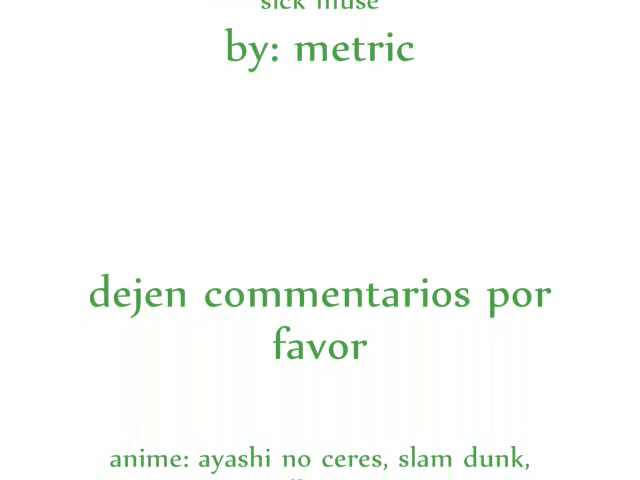 sick muse
by: metric
dejen commentarios por
favor
anime: ayashi no ceres, slam dunk,